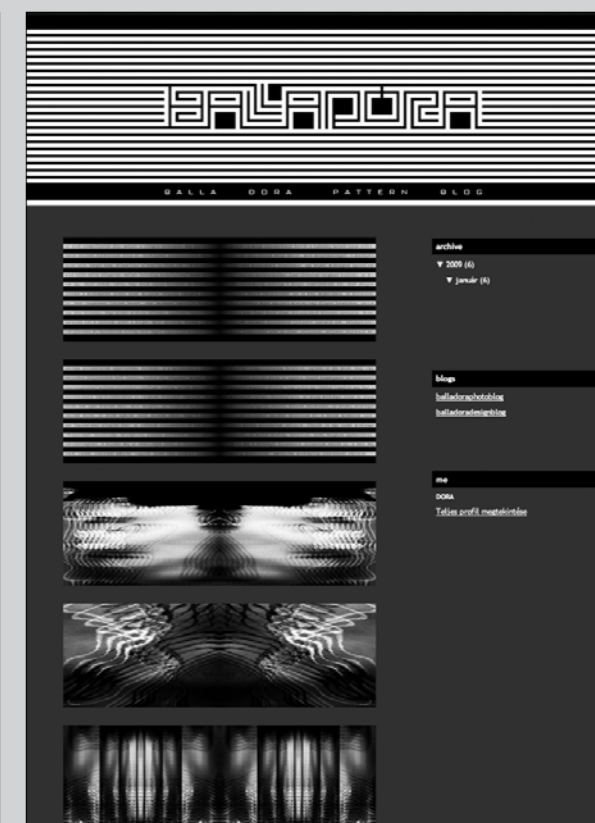 BALLADORA
BALLA DORA PATTERN BLOG
archive
▼ 2009 (6)
▼ január (6)
blogs
balladoraphotoblog
balladoradesignblog
me
DORA
Teljes profil megtekintése